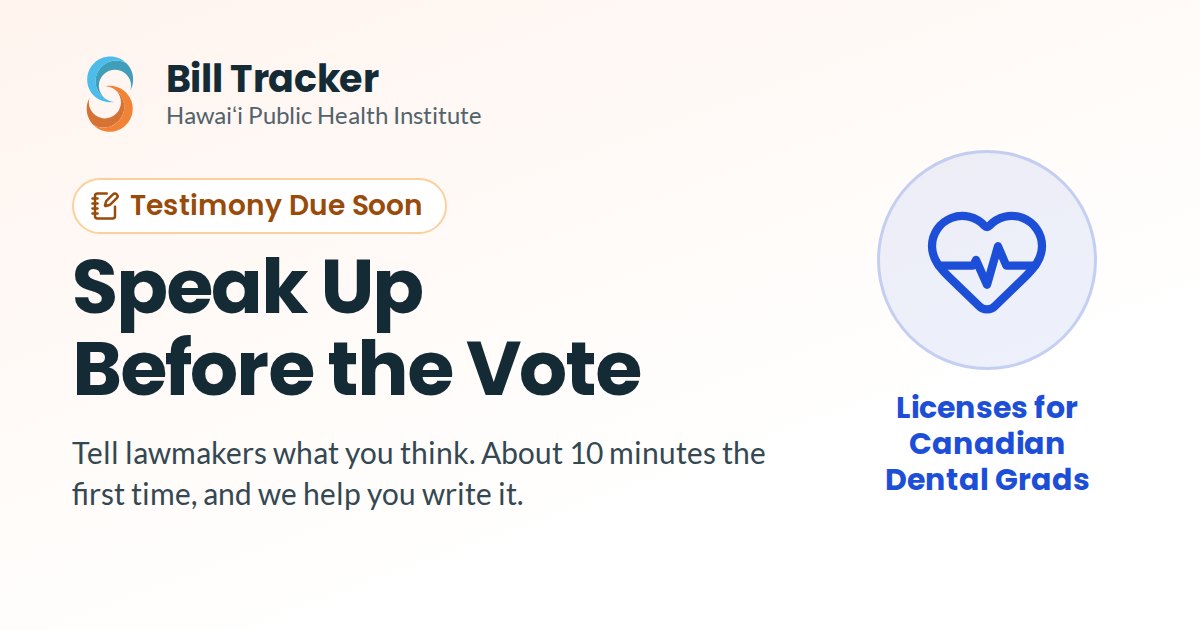 Bill Tracker
Hawaiʻi Public Health Institute
Testimony Due Soon
Speak Up
Before the Vote
Tell lawmakers what you think. About 10 minutes the
first time, and we help you write it.
Licenses for
Canadian
Dental Grads